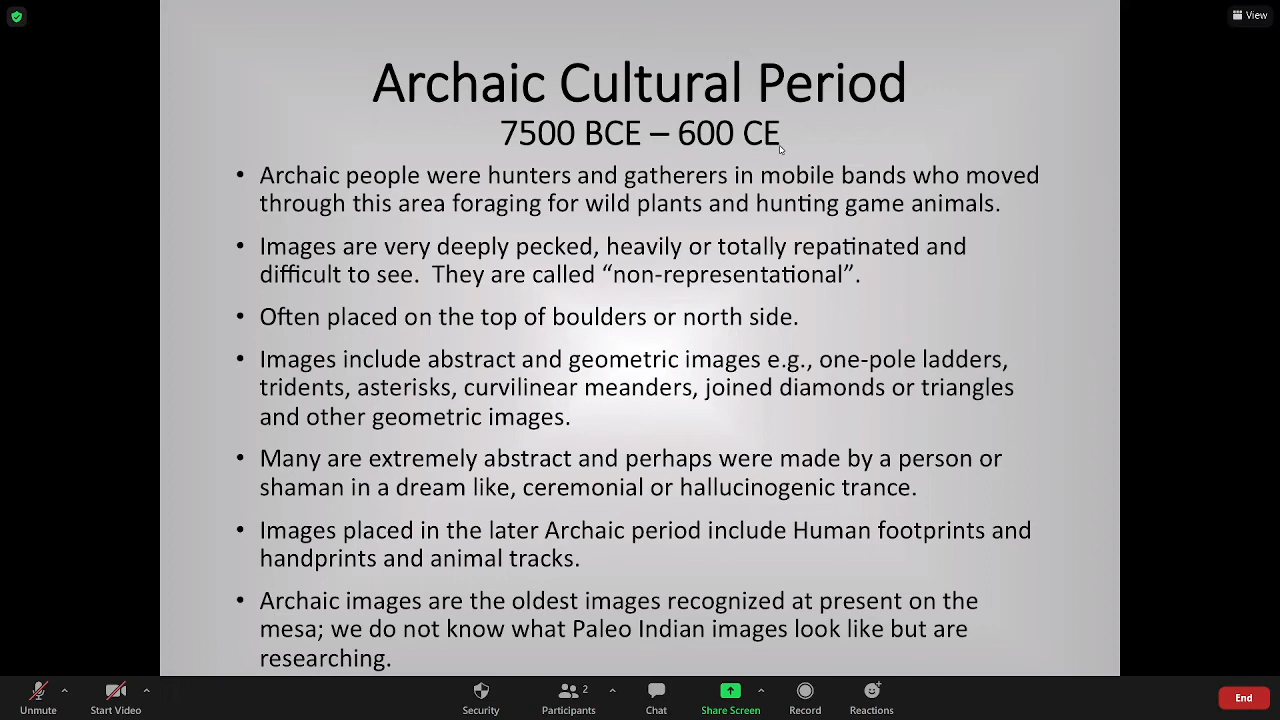 View
Archaic Cultural Period
7500 BCE – 600 CE
• Archaic people were hunters and gatherers in mobile bands who moved
through this area foraging for wild plants and hunting game animals.
• Images are very deeply pecked, heavily or totally repatinated and
difficult to see.  They are called “non-representational”.
• Often placed on the top of boulders or north side.
• Images include abstract and geometric images e.g., one-pole ladders,
tridents, asterisks, curvilinear meanders, joined diamonds or triangles
and other geometric images.
• Many are extremely abstract and perhaps were made by a person or
shaman in a dream like, ceremonial or hallucinogenic trance.
• Images placed in the later Archaic period include Human footprints and
handprints and animal tracks.
• Archaic images are the oldest images recognized at present on the
mesa; we do not know what Paleo Indian images look like but are
researching.
Unmute Start Video Security Participants 2 Chat Share Screen Record Reactions End